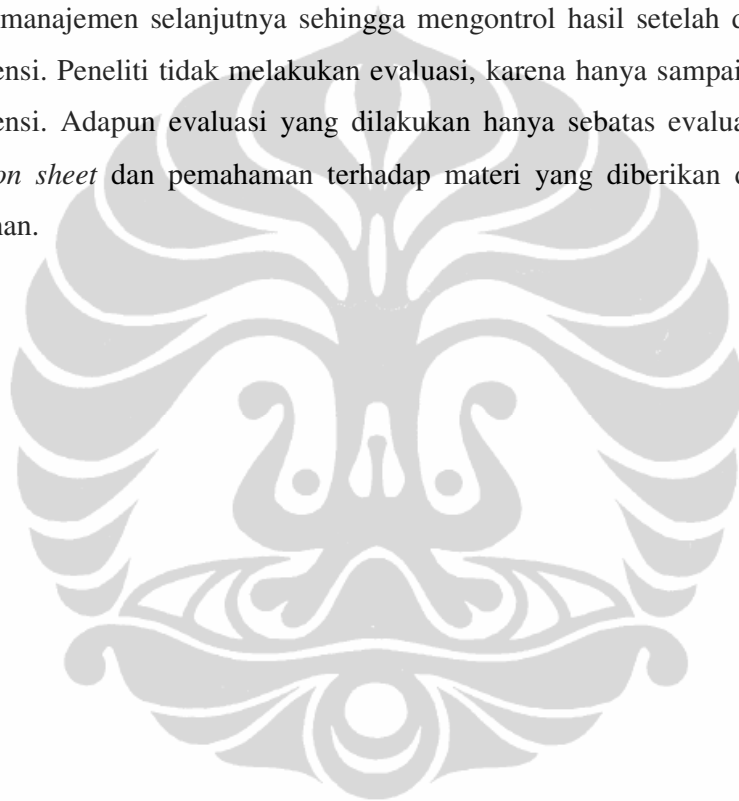 manajemen selanjutnya sehingga mengontrol hasil setelah
ensi. Peneliti tidak melakukan evaluasi, karena hanya sampai
ensi. Adapun evaluasi yang dilakukan hanya sebatas
on sheet dan pemahaman terhadap materi yang diberikan
nan.